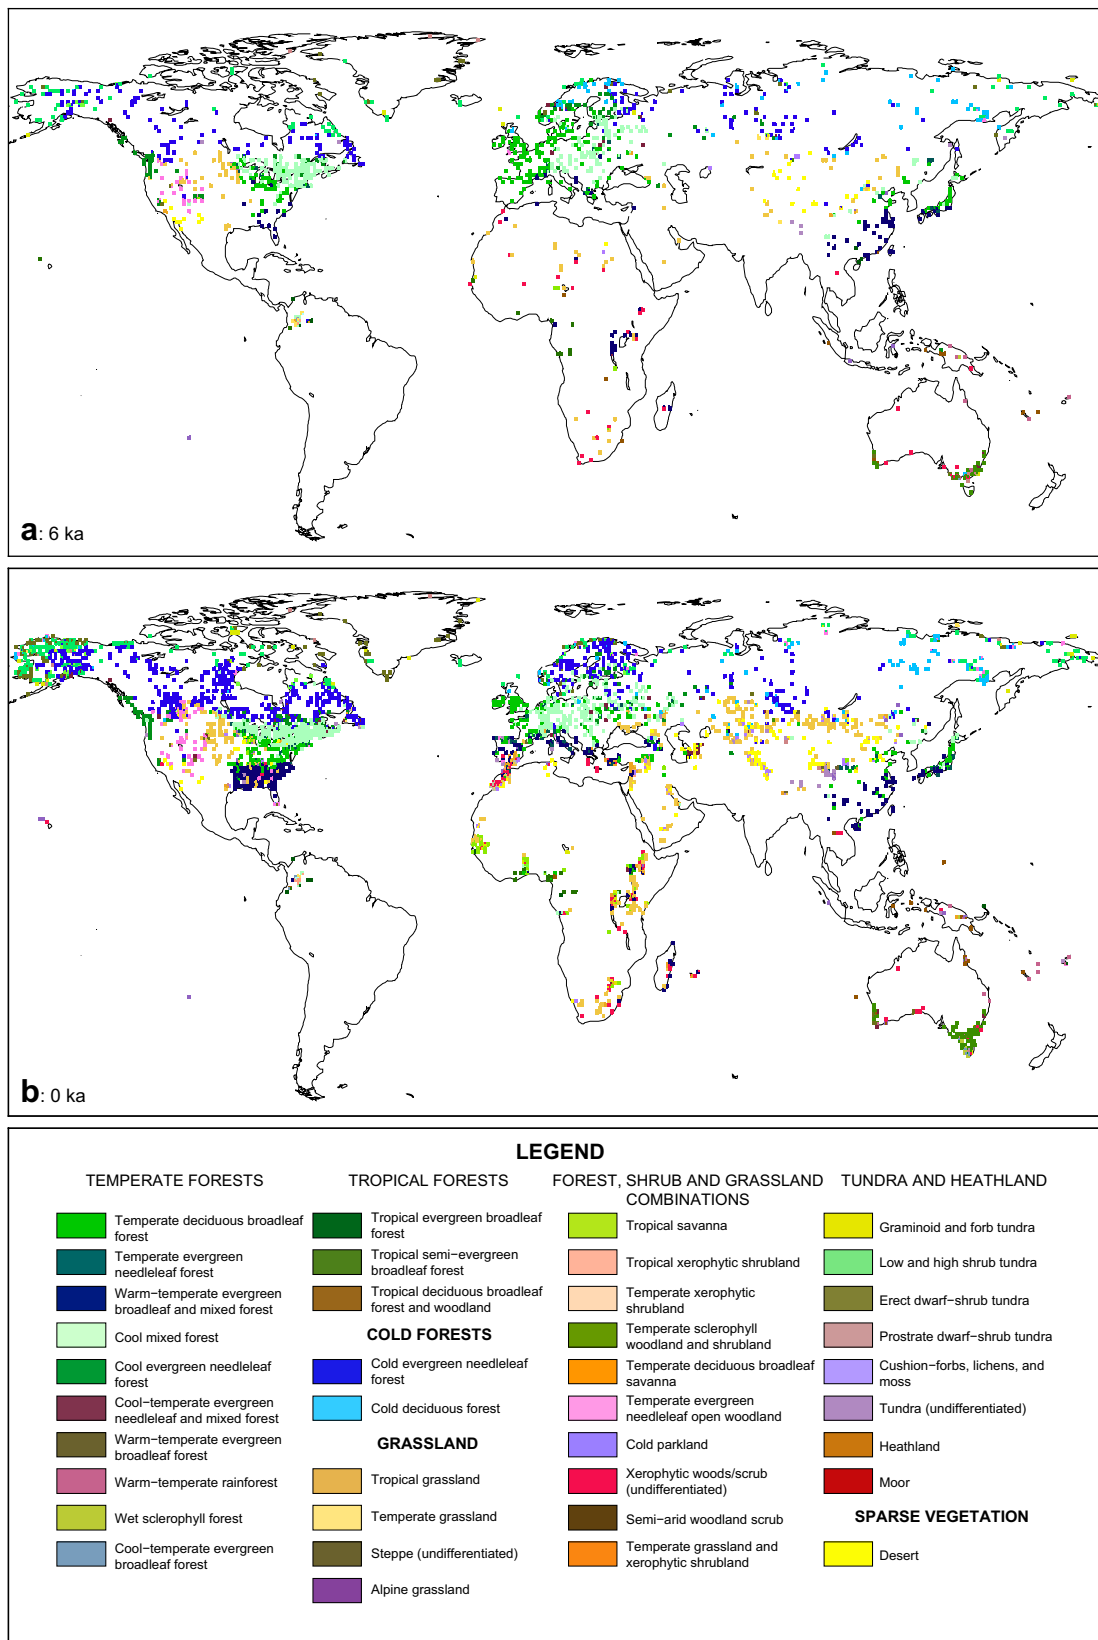 a: 6 ka
b: 0 ka
LEGEND
TEMPERATE FORESTS
Temperate deciduous broadleaf
forest
Temperate evergreen
needleleaf forest
Warm−temperate evergreen
broadleaf and mixed forest
Cool mixed forest
Cool evergreen needleleaf
forest
Cool−temperate evergreen
needleleaf and mixed forest
Warm−temperate evergreen
broadleaf forest
Warm−temperate rainforest
Wet sclerophyll forest
Cool−temperate evergreen
broadleaf forest
TROPICAL FORESTS
Tropical evergreen broadleaf
forest
Tropical semi−evergreen
broadleaf forest
Tropical deciduous broadleaf
forest and woodland
COLD FORESTS
Cold evergreen needleleaf
forest
Cold deciduous forest
GRASSLAND
Tropical grassland
Temperate grassland
Steppe (undifferentiated)
Alpine grassland
FOREST, SHRUB AND GRASSLAND
COMBINATIONS
Tropical savanna
Tropical xerophytic shrubland
Temperate xerophytic
shrubland
Temperate sclerophyll
woodland and shrubland
Temperate deciduous broadleaf
savanna
Temperate evergreen
needleleaf open woodland
Cold parkland
Xerophytic woods/scrub
(undifferentiated)
Semi−arid woodland scrub
Temperate grassland and
xerophytic shrubland
TUNDRA AND HEATHLAND
Graminoid and forb tundra
Low and high shrub tundra
Erect dwarf−shrub tundra
Prostrate dwarf−shrub tundra
Cushion−forbs, lichens, and
moss
Tundra (undifferentiated)
Heathland
Moor
SPARSE VEGETATION
Desert